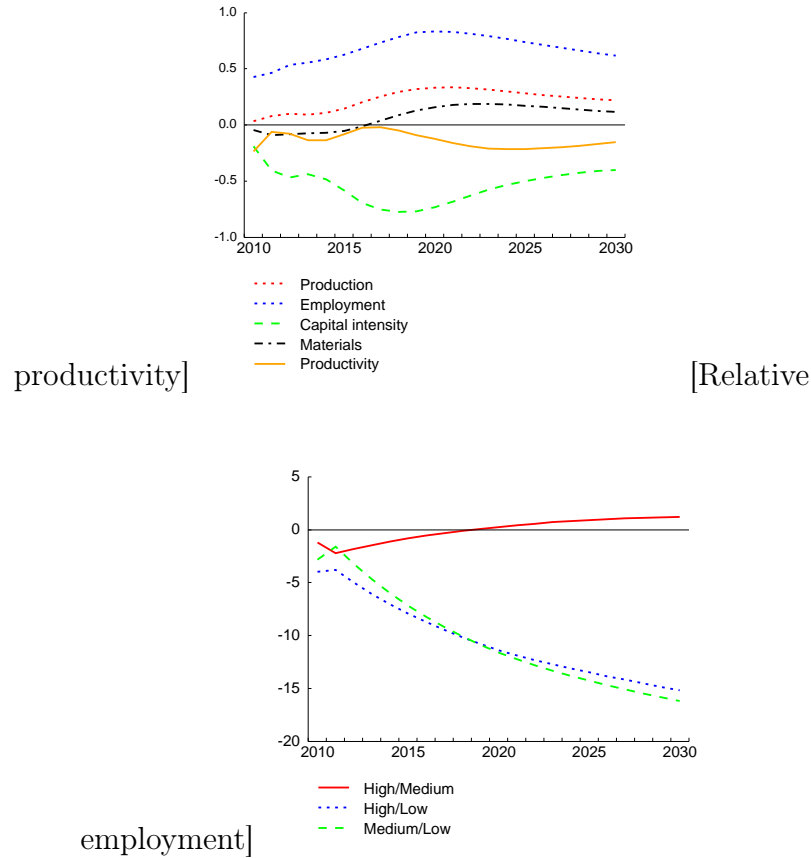 1.0
0.5
0.0
-0.5
-1.0
2010 2015 2020 2025 2030
Production
Employment
Capital intensity
Materials
Productivity
productivity] [Relative
5
0
-5
-10
-15
-20
2010 2015 2020 2025 2030
High/Medium
High/Low
Medium/Low
employment]